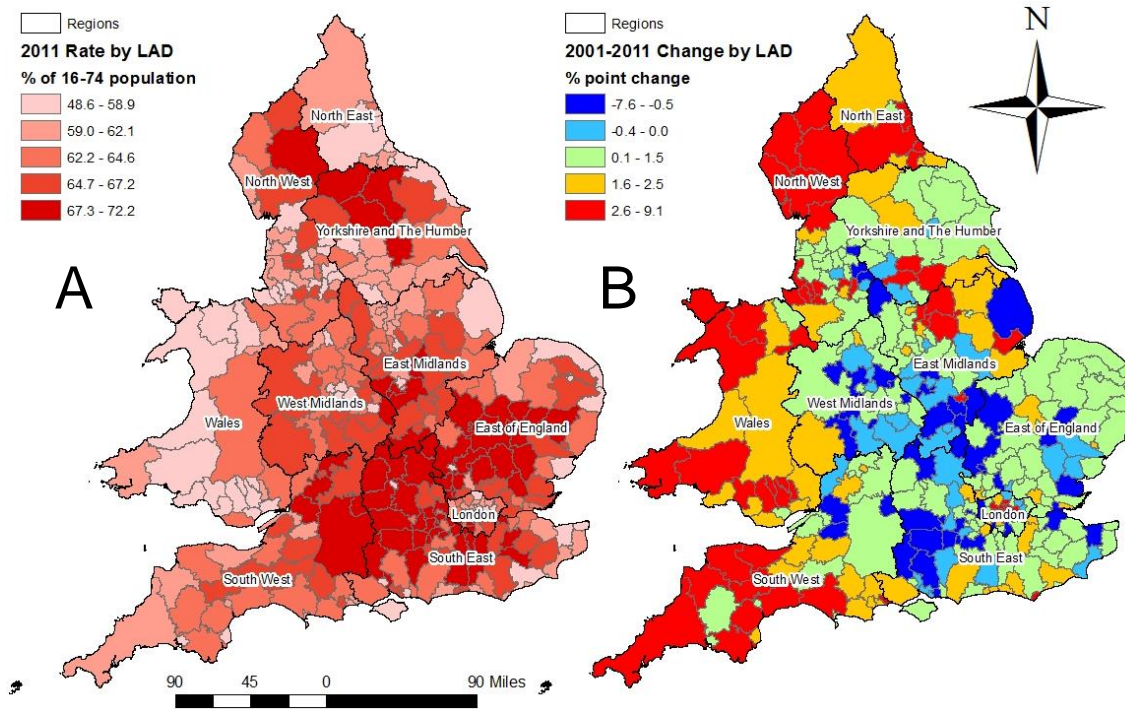 Regions
2011 Rate by LAD
% of 16-74 population
48.6 - 58.9
59.0 - 62.1
62.2 - 64.6
64.7 - 67.2
67.3 - 72.2
A
North East
North West
Yorkshire and The Humber
East Midlands
West Midlands
Wales
East of England
London
South East
South West
90 45 0 90 Miles
Regions
2001-2011 Change by LAD
% point change
-7.6 - -0.5
-0.4 - 0.0
0.1 - 1.5
1.6 - 2.5
2.6 - 9.1
N
B
North East
North West
Yorkshire and The Humber
East Midlands
West Midlands
Wales
East of England
London
South East
South West